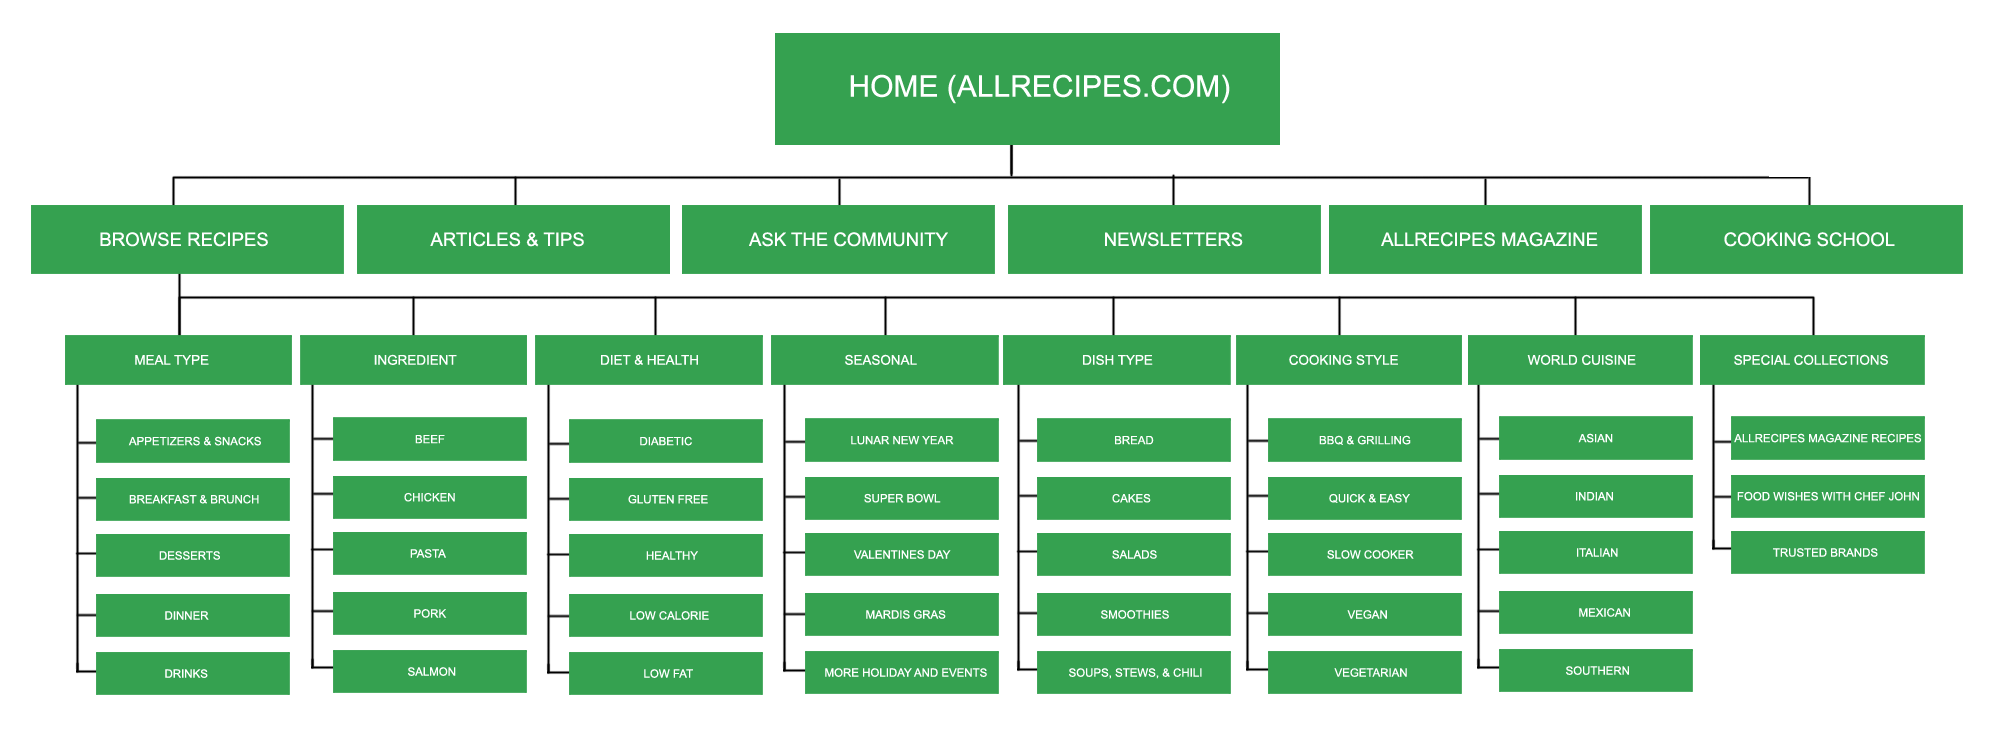 HOME (ALLRECIPES.COM)
BROWSE RECIPES
ARTICLES & TIPS
ASK THE COMMUNITY
NEWSLETTERS
ALLRECIPES MAGAZINE
COOKING SCHOOL
MEAL TYPE
INGREDIENT
DIET & HEALTH
SEASONAL
DISH TYPE
COOKING STYLE
WORLD CUISINE
SPECIAL COLLECTIONS
APPETIZERS & SNACKS
BREAKFAST & BRUNCH
DESSERTS
DINNER
DRINKS
BEEF
CHICKEN
PASTA
PORK
SALMON
DIABETIC
GLUTEN FREE
HEALTHY
LOW CALORIE
LOW FAT
LUNAR NEW YEAR
SUPER BOWL
VALENTINES DAY
MARDIS GRAS
MORE HOLIDAY AND EVENTS
BREAD
CAKES
SALADS
SMOOTHIES
SOUPS, STEWS, & CHILI
BBQ & GRILLING
QUICK & EASY
SLOW COOKER
VEGAN
VEGETARIAN
ASIAN
INDIAN
ITALIAN
MEXICAN
SOUTHERN
ALLRECIPES MAGAZINE RECIPES
FOOD WISHES WITH CHEF JOHN
TRUSTED BRANDS